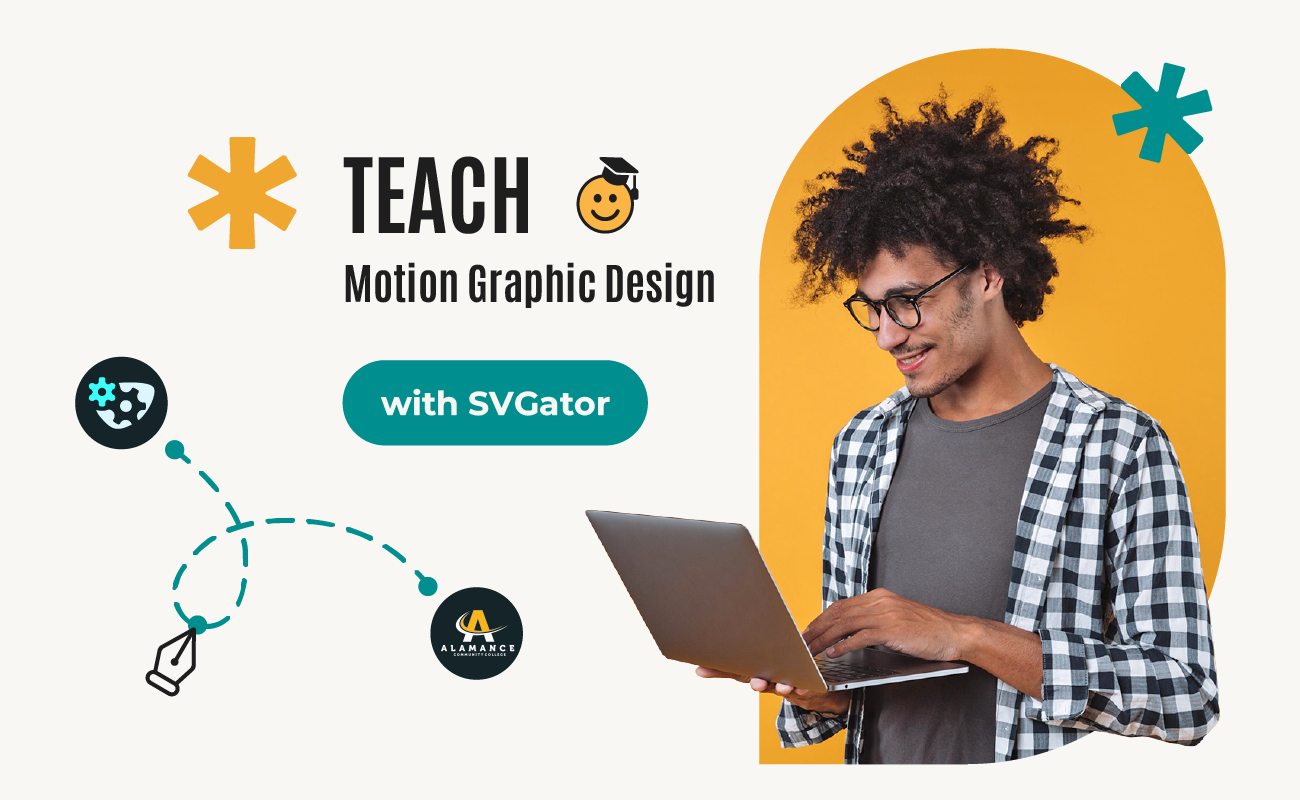 TEACH
Motion Graphic Design
with SVGator
ALAMANCE
COMMUNITY COLLEGE